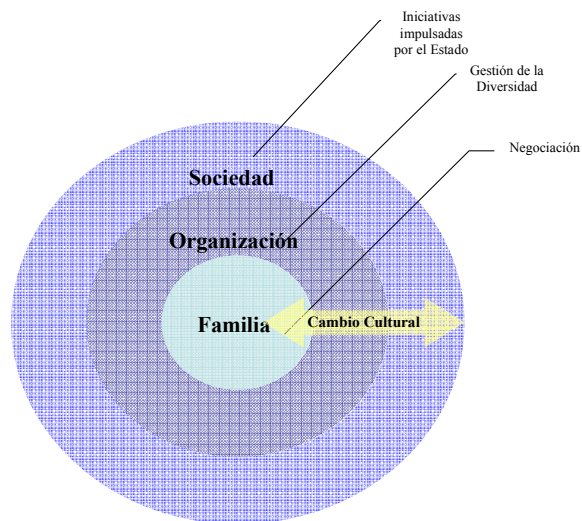 Iniciativas
impulsadas
por el Estado
Gestión de la
Diversidad
Negociación
Sociedad
Organización
Familia
Cambio Cultural